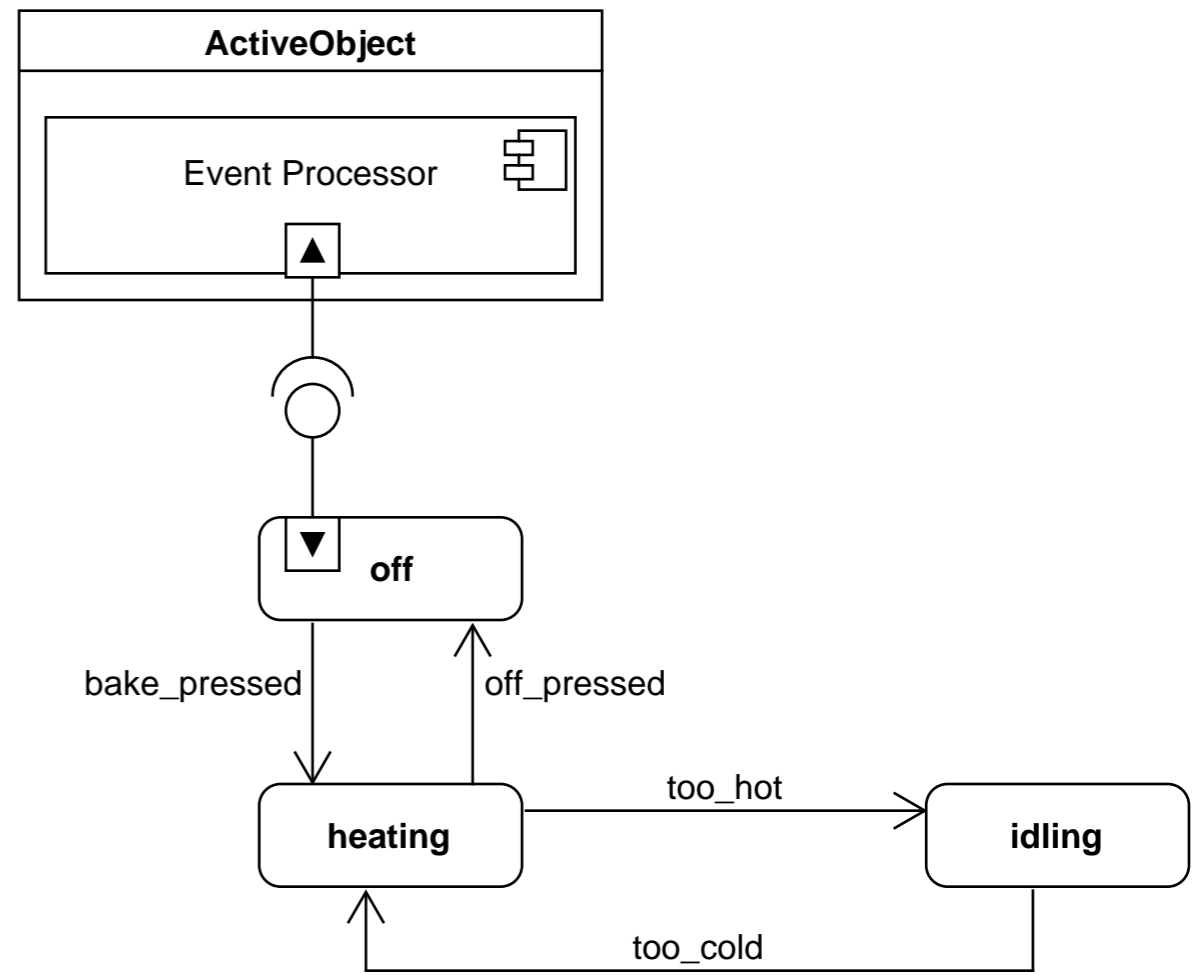 ActiveObject
Event Processor
off
bake_pressed
off_pressed
too_hot
heating
idling
too_cold